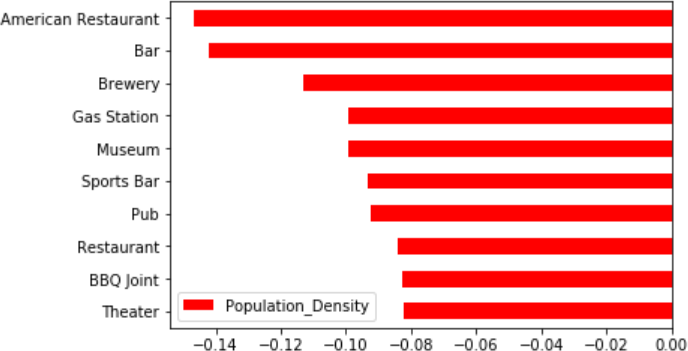 American Restaurant
Bar
Brewery
Gas Station
Museum
Sports Bar
Pub
Restaurant
BBQ Joint
Theater
Population_Density
−0.14 −0.12 −0.10 −0.08 −0.06 −0.04 −0.02 0.00